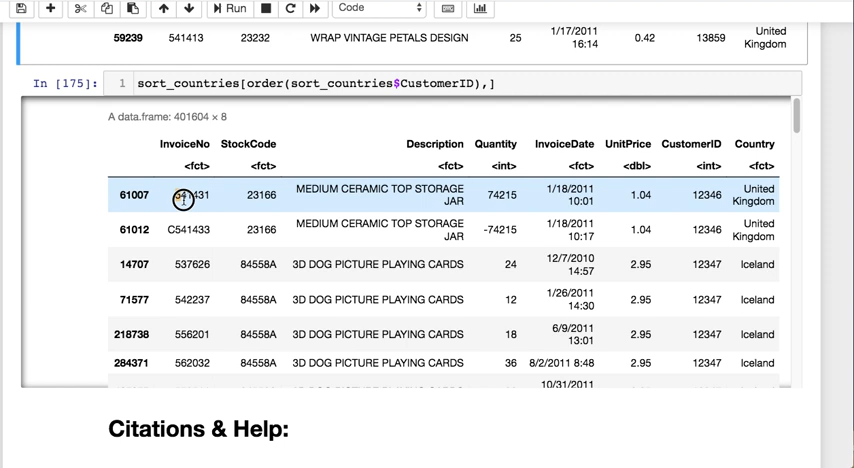 Run Code
59239 541413 23232 WRAP VINTAGE PETALS DESIGN 25 1/17/2011 16:14 0.42 13859 United Kingdom
In [175]: 1 sort_countries[order(sort_countries$CustomerID),]
A data.frame: 401604 × 8
InvoiceNo StockCode Description Quantity InvoiceDate UnitPrice CustomerID Country
<fct> <fct> <fct> <int> <fct> <dbl> <int> <fct>
61007 541431 23166 MEDIUM CERAMIC TOP STORAGE JAR 74215 1/18/2011 10:01 1.04 12346 United Kingdom
61012 C541433 23166 MEDIUM CERAMIC TOP STORAGE JAR -74215 1/18/2011 10:17 1.04 12346 United Kingdom
14707 537626 84558A 3D DOG PICTURE PLAYING CARDS 24 12/7/2010 14:57 2.95 12347 Iceland
71577 542237 84558A 3D DOG PICTURE PLAYING CARDS 12 1/26/2011 14:30 2.95 12347 Iceland
218738 556201 84558A 3D DOG PICTURE PLAYING CARDS 18 6/9/2011 13:01 2.95 12347 Iceland
284371 562032 84558A 3D DOG PICTURE PLAYING CARDS 36 8/2/2011 8:48 2.95 12347 Iceland
10/31/2011
Citations & Help: